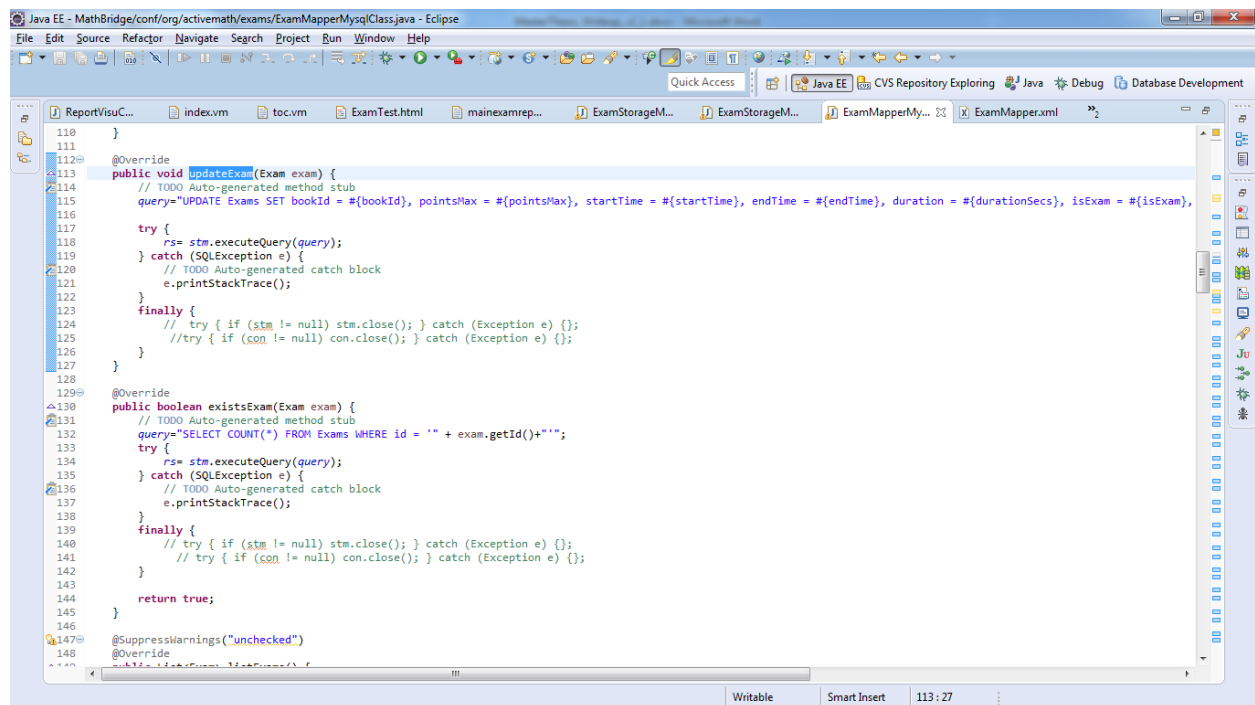 Java EE - MathBridge/conf/org/activemath/exams/ExamMapperMysqlClass.java - Eclipse
File Edit Source Refactor Navigate Search Project Run Window Help
Quick Access Java EE CVS Repository Exploring Java Debug Database Development
ReportVisuC... index.vm toc.vm ExamTest.html mainexamrep... ExamStorageM... ExamStorageM... ExamMapperMy... ExamMapper.xml »2
110 }
111
112 @Override
113 public void updateExam(Exam exam) {
114 // TODO Auto-generated method stub
115 query="UPDATE Exams SET bookId = #{bookId}, pointsMax = #{pointsMax}, startTime = #{startTime}, endTime = #{endTime}, duration = #{durationSecs}, isExam = #{isExam},
116
117 try {
118 rs= stm.executeQuery(query);
119 } catch (SQLException e) {
120 // TODO Auto-generated catch block
121 e.printStackTrace();
122 }
123 finally {
124 // try { if (stm != null) stm.close(); } catch (Exception e) {};
125 //try { if (con != null) con.close(); } catch (Exception e) {};
126 }
127 }
128
129 @Override
130 public boolean existsExam(Exam exam) {
131 // TODO Auto-generated method stub
132 query="SELECT COUNT(*) FROM Exams WHERE id = '" + exam.getId()+"'";
133 try {
134 rs= stm.executeQuery(query);
135 } catch (SQLException e) {
136 // TODO Auto-generated catch block
137 e.printStackTrace();
138 }
139 finally {
140 // try { if (stm != null) stm.close(); } catch (Exception e) {};
141 // try { if (con != null) con.close(); } catch (Exception e) {};
142 }
143
144 return true;
145 }
146
147 @SuppressWarnings("unchecked")
148 @Override
149 public List<Exam> listExams() {
Writable Smart Insert 113 : 27